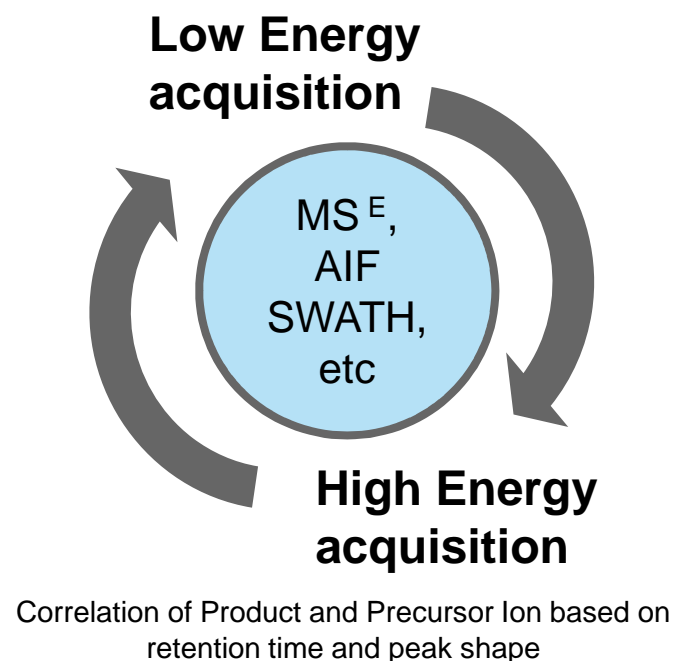 Low Energy
acquisition
MS E,
AIF
SWATH,
etc
High Energy
acquisition
Correlation of Product and Precursor Ion based on
retention time and peak shape